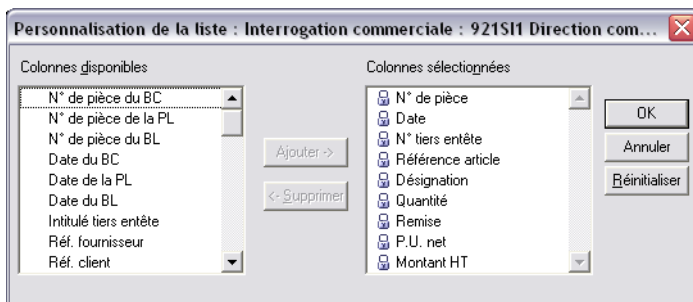 Personnalisation de la liste : Interrogation commerciale : 921SI1 Direction com...
Colonnes disponibles
N° de pièce du BC
N° de pièce de la PL
N° de pièce du BL
Date du BC
Date de la PL
Date du BL
Intitulé tiers entête
Réf. fournisseur
Réf. client
Ajouter ->
<- Supprimer
Colonnes sélectionnées
N° de pièce
Date
N° tiers entête
Référence article
Désignation
Quantité
Remise
P.U. net
Montant HT
OK
Annuler
Réinitialiser